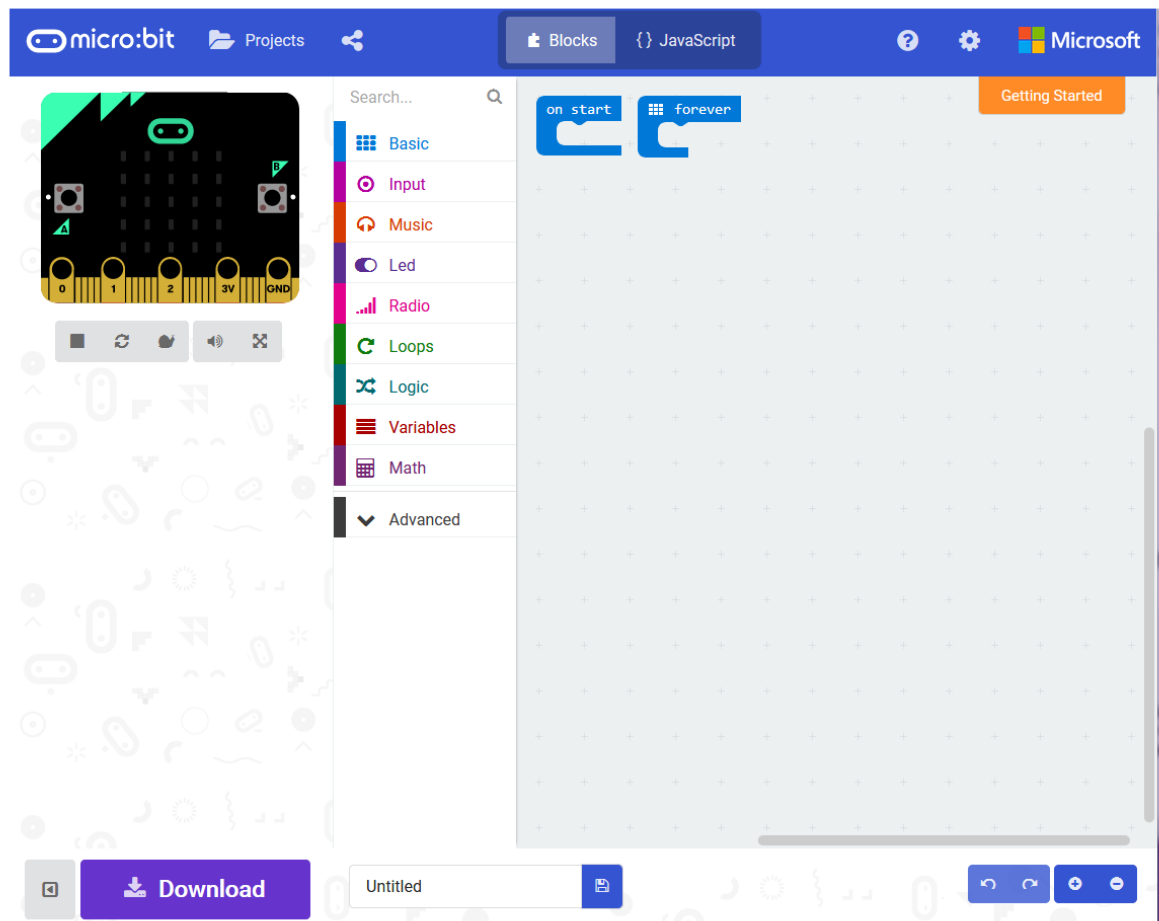 micro:bit Projects Blocks {} JavaScript Microsoft
Getting Started
Search...
Basic
Input
Music
Led
Radio
Loops
Logic
Variables
Math
Advanced
on start
forever
B
A
0 1 2 3V GND
Download
Untitled